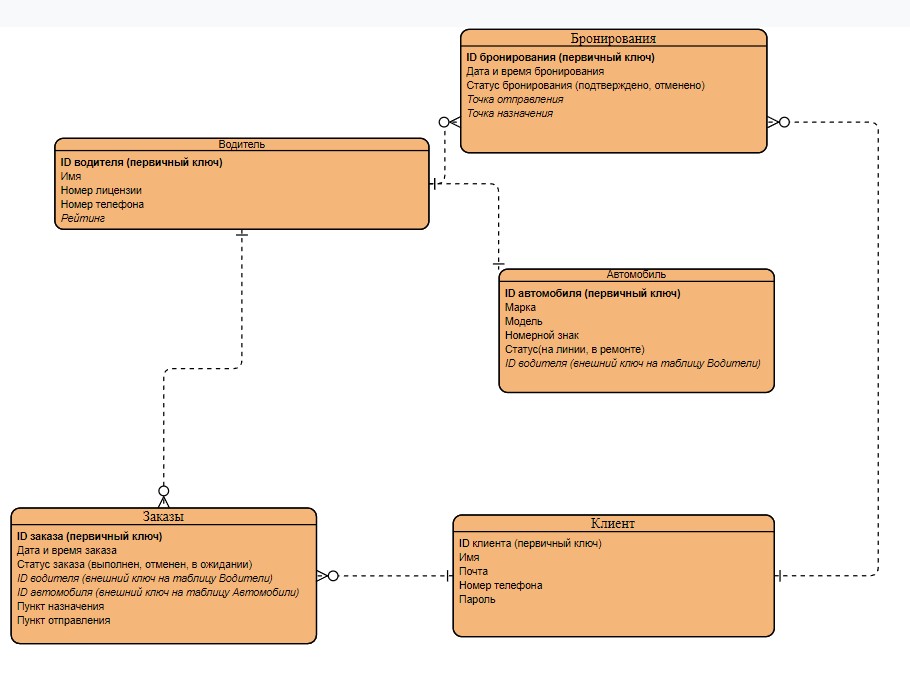 Бронирования
ID бронирования (первичный ключ)
Дата и время бронирования
Статус бронирования (подтверждено, отменено)
Точка отправления
Точка назначения
Водитель
ID водителя (первичный ключ)
Имя
Номер лицензии
Номер телефона
Рейтинг
Автомобиль
ID автомобиля (первичный ключ)
Марка
Модель
Номерной знак
Статус(на линии, в ремонте)
ID водителя (внешний ключ на таблицу Водители)
Заказы
ID заказа (первичный ключ)
Дата и время заказа
Статус заказа (выполнен, отменен, в ожидании)
ID водителя (внешний ключ на таблицу Водители)
ID автомобиля (внешний ключ на таблицу Автомобили)
Пункт назначения
Пункт отправления
Клиент
ID клиента (первичный ключ)
Имя
Почта
Номер телефона
Пароль